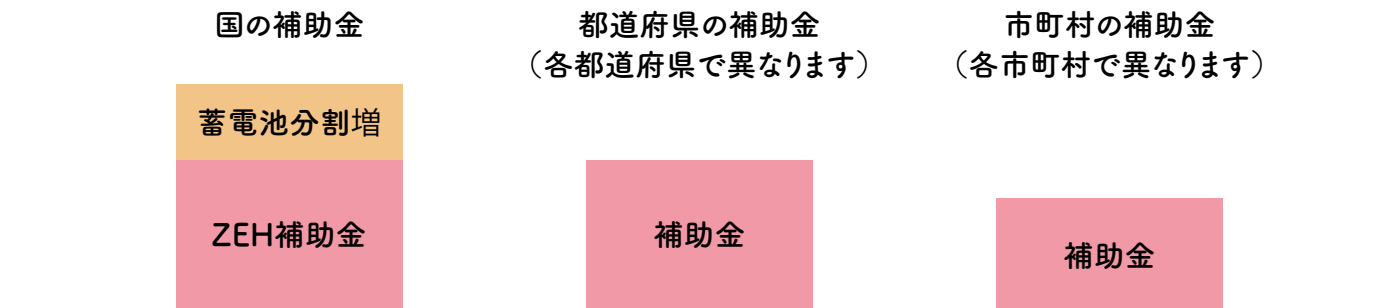 国の補助金
都道府県の補助金
（各都道府県で異なります）
市町村の補助金
（各市町村で異なります）
蓄電池分割増
ZEH補助金
補助金
補助金